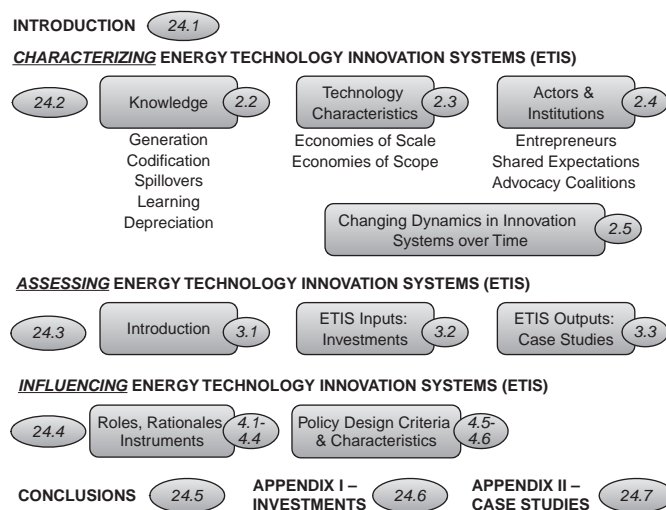 INTRODUCTION 24.1
CHARACTERIZING ENERGY TECHNOLOGY INNOVATION SYSTEMS (ETIS)
24.2
Knowledge 2.2
Generation
Codification
Spillovers
Learning
Depreciation
Technology
Characteristics 2.3
Economies of Scale
Economies of Scope
Actors &
Institutions 2.4
Entrepreneurs
Shared Expectations
Advocacy Coalitions
Changing Dynamics in Innovation
Systems over Time 2.5
ASSESSING ENERGY TECHNOLOGY INNOVATION SYSTEMS (ETIS)
24.3
Introduction 3.1
ETIS Inputs:
Investments 3.2
ETIS Outputs:
Case Studies 3.3
INFLUENCING ENERGY TECHNOLOGY INNOVATION SYSTEMS (ETIS)
24.4
Roles, Rationales,
Instruments
4.1-
4.4
Policy Design Criteria
& Characteristics
4.5-
4.6
CONCLUSIONS 24.5
APPENDIX I –
INVESTMENTS 24.6
APPENDIX II –
CASE STUDIES 24.7